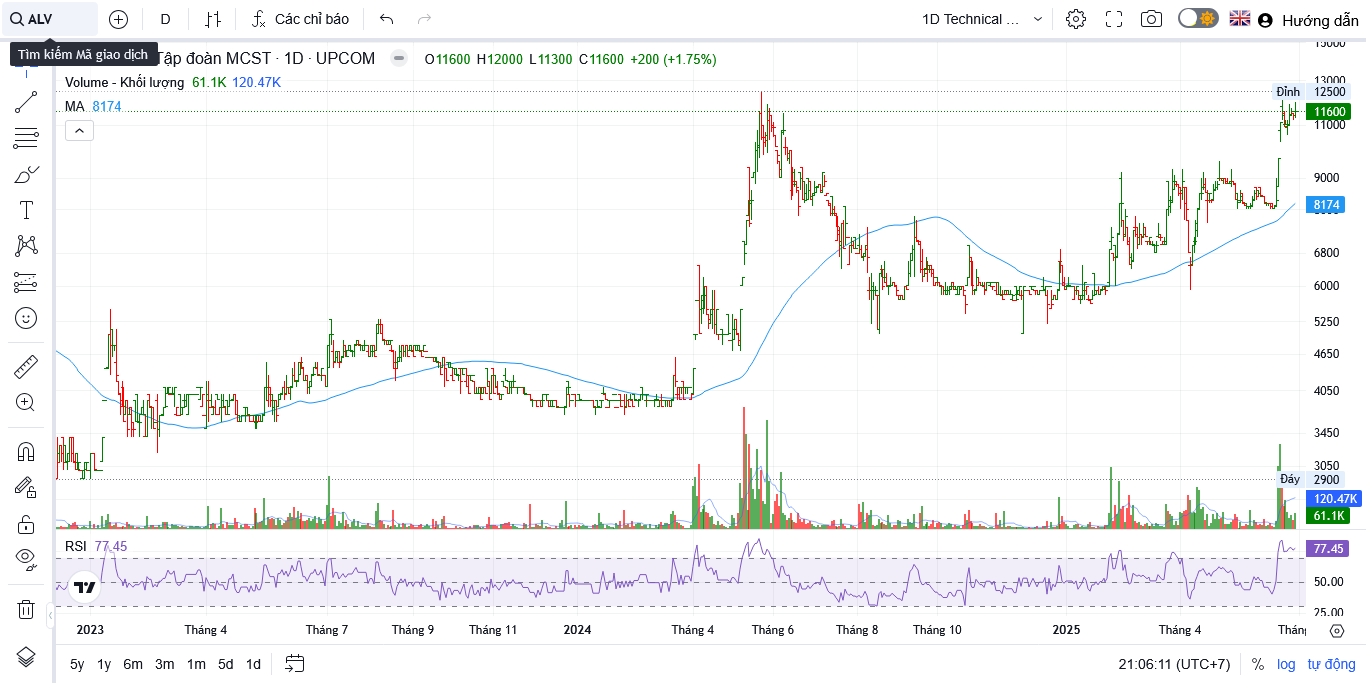 ALV
D
Các chỉ báo
1D Technical ...
Hướng dẫn
Tìm kiếm Mã giao dịch
Tập đoàn MCST · 1D · UPCOM
O11600 H12000 L11300 C11600 +200 (+1.75%)
Volume - Khối lượng 61.1K 120.47K
MA 8174
15000
13000
Đỉnh 12500
11600
11000
9000
8174
6800
6000
5250
4650
4050
3450
3050
Đáy 2900
120.47K
61.1K
RSI 77.45
77.45
50.00
25.00
2023 Tháng 4 Tháng 7 Tháng 9 Tháng 11 2024 Tháng 4 Tháng 6 Tháng 8 Tháng 10 2025 Tháng 4 Tháng
5y 1y 6m 3m 1m 5d 1d
21:06:11 (UTC+7) % log tự động